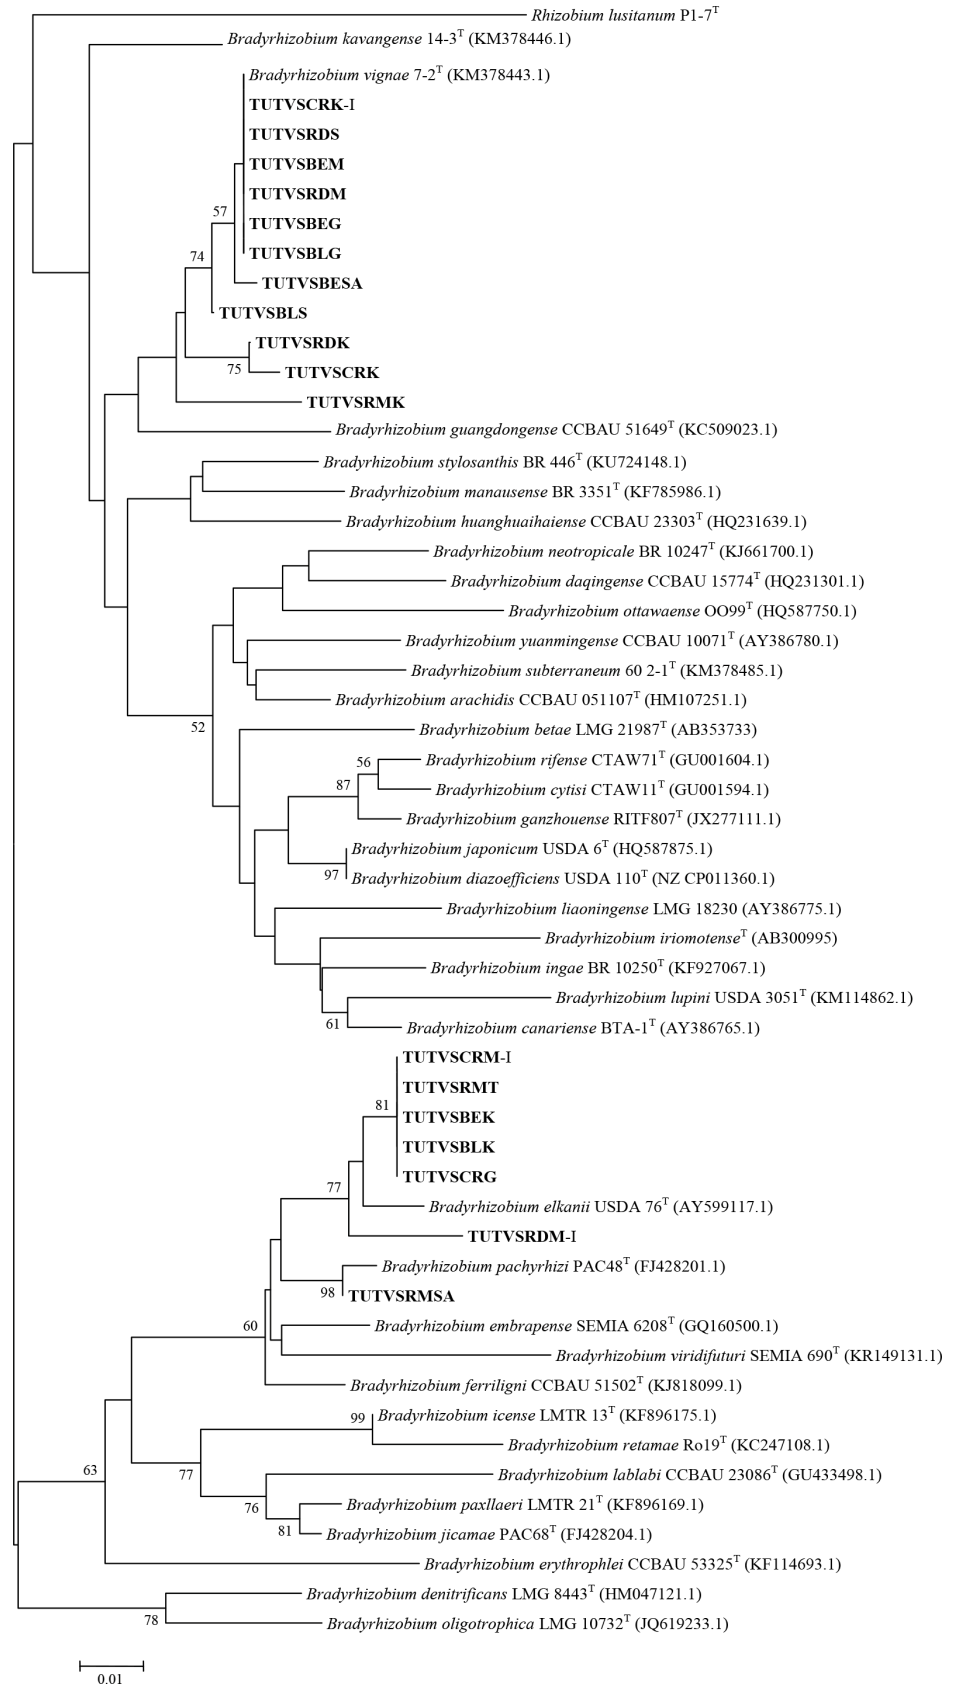 Rhizobium lusitanum P1-7T
Bradyrhizobium kavangense 14-3T (KM378446.1)
Bradyrhizobium vignae 7-2T (KM378443.1)
TUTVSCRK-I
TUTVSRDS
TUTVSBEM
TUTVSRDM
57
TUTVSBEG
TUTVSBLG
74
TUTVSBESA
TUTVSBLS
TUTVSRDK
75
TUTVSCRK
TUTVSRMK
Bradyrhizobium guangdongense CCBAU 51649T (KC509023.1)
Bradyrhizobium stylosanthis BR 446T (KU724148.1)
Bradyrhizobium manausense BR 3351T (KF785986.1)
Bradyrhizobium huanghuaihaiense CCBAU 23303T (HQ231639.1)
Bradyrhizobium neotropicale BR 10247T (KJ661700.1)
Bradyrhizobium daqingense CCBAU 15774T (HQ231301.1)
Bradyrhizobium ottawaense OO99T (HQ587750.1)
Bradyrhizobium yuanmingense CCBAU 10071T (AY386780.1)
Bradyrhizobium subterraneum 60 2-1T (KM378485.1)
Bradyrhizobium arachidis CCBAU 051107T (HM107251.1)
52
Bradyrhizobium betae LMG 21987T (AB353733)
56
Bradyrhizobium rifense CTAW71T (GU001604.1)
87
Bradyrhizobium cytisi CTAW11T (GU001594.1)
Bradyrhizobium ganzhouense RITF807T (JX277111.1)
Bradyrhizobium japonicum USDA 6T (HQ587875.1)
97
Bradyrhizobium diazoefficiens USDA 110T (NZ CP011360.1)
Bradyrhizobium liaoningense LMG 18230 (AY386775.1)
Bradyrhizobium iriomotenseT (AB300995)
Bradyrhizobium ingae BR 10250T (KF927067.1)
Bradyrhizobium lupini USDA 3051T (KM114862.1)
61
Bradyrhizobium canariense BTA-1T (AY386765.1)
TUTVSCRM-I
TUTVSRMT
81
TUTVSBEK
TUTVSBLK
TUTVSCRG
77
Bradyrhizobium elkanii USDA 76T (AY599117.1)
TUTVSRDM-I
Bradyrhizobium pachyrhizi PAC48T (FJ428201.1)
98
TUTVSRMSA
60
Bradyrhizobium embrapense SEMIA 6208T (GQ160500.1)
Bradyrhizobium viridifuturi SEMIA 690T (KR149131.1)
Bradyrhizobium ferriligni CCBAU 51502T (KJ818099.1)
99
Bradyrhizobium icense LMTR 13T (KF896175.1)
Bradyrhizobium retamae Ro19T (KC247108.1)
63
77
Bradyrhizobium lablabi CCBAU 23086T (GU433498.1)
76
Bradyrhizobium paxllaeri LMTR 21T (KF896169.1)
81
Bradyrhizobium jicamae PAC68T (FJ428204.1)
Bradyrhizobium erythrophlei CCBAU 53325T (KF114693.1)
Bradyrhizobium denitrificans LMG 8443T (HM047121.1)
78
Bradyrhizobium oligotrophica LMG 10732T (JQ619233.1)
0.01